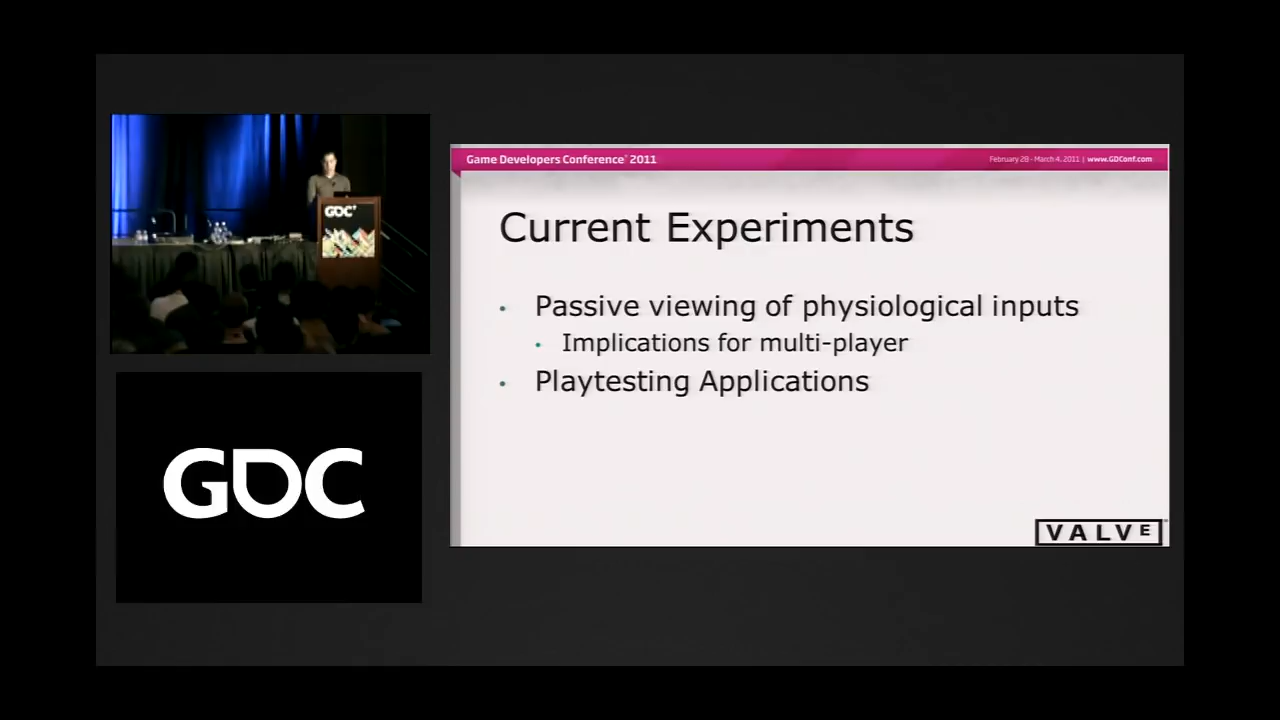 GDC
GDC
Game Developers Conference® 2011
February 28 - March 4, 2011 | www.GDConf.com
Current Experiments
• Passive viewing of physiological inputs
• Implications for multi-player
• Playtesting Applications
VALVE